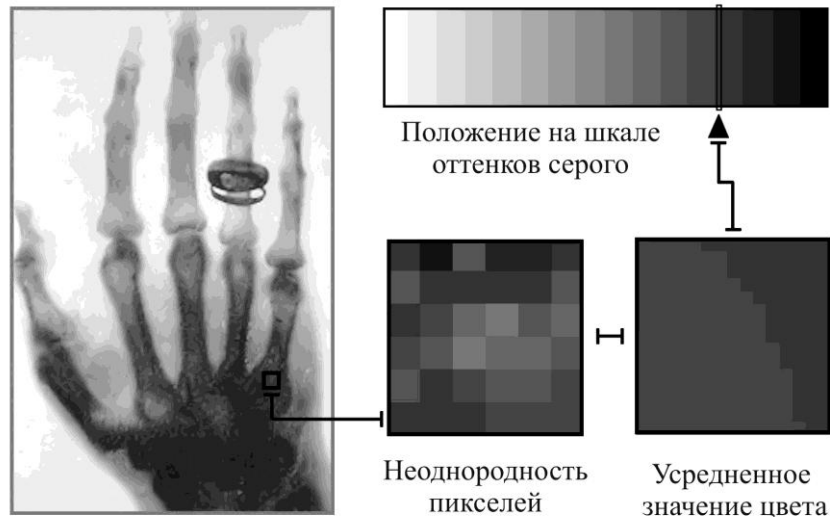 Положение на шкале
оттенков серого
Неоднородность
пикселей
Усредненное
значение цвета